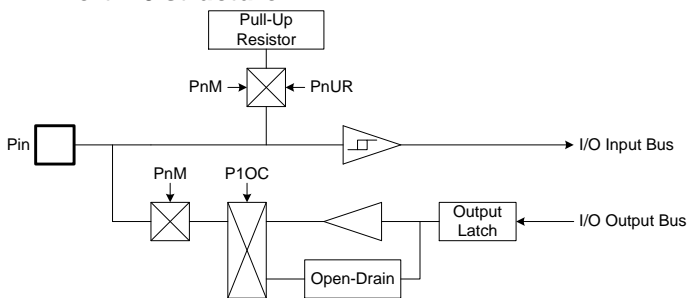 Pull-Up
Resistor
PnM
PnUR
Pin
I/O Input Bus
PnM
P1OC
Output
Latch
I/O Output Bus
Open-Drain